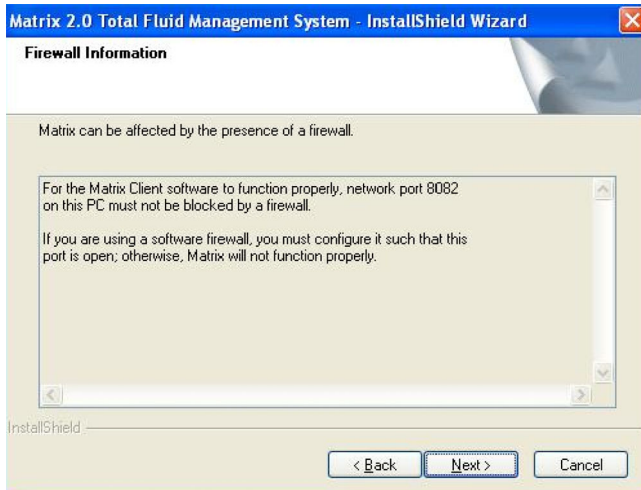 Matrix 2.0 Total Fluid Management System - InstallShield Wizard
Firewall Information
Matrix can be affected by the presence of a firewall.
For the Matrix Client software to function properly, network port 8082
on this PC must not be blocked by a firewall.
If you are using a software firewall, you must configure it such that this
port is open; otherwise, Matrix will not function properly.
InstallShield
< Back
Next >
Cancel